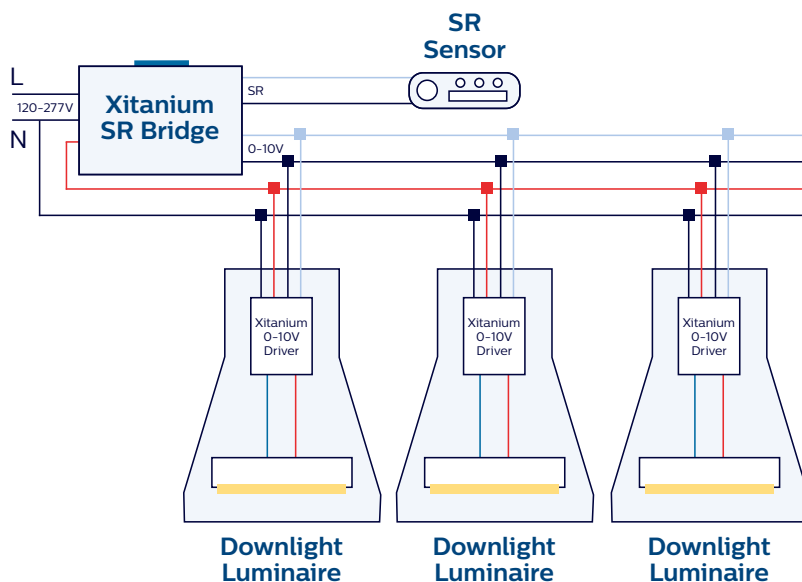 SR
Sensor
L
120-277V
N
Xitanium
SR Bridge
SR
0-10V
Xitanium
0-10V
Driver
Xitanium
0-10V
Driver
Xitanium
0-10V
Driver
Downlight
Luminaire
Downlight
Luminaire
Downlight
Luminaire